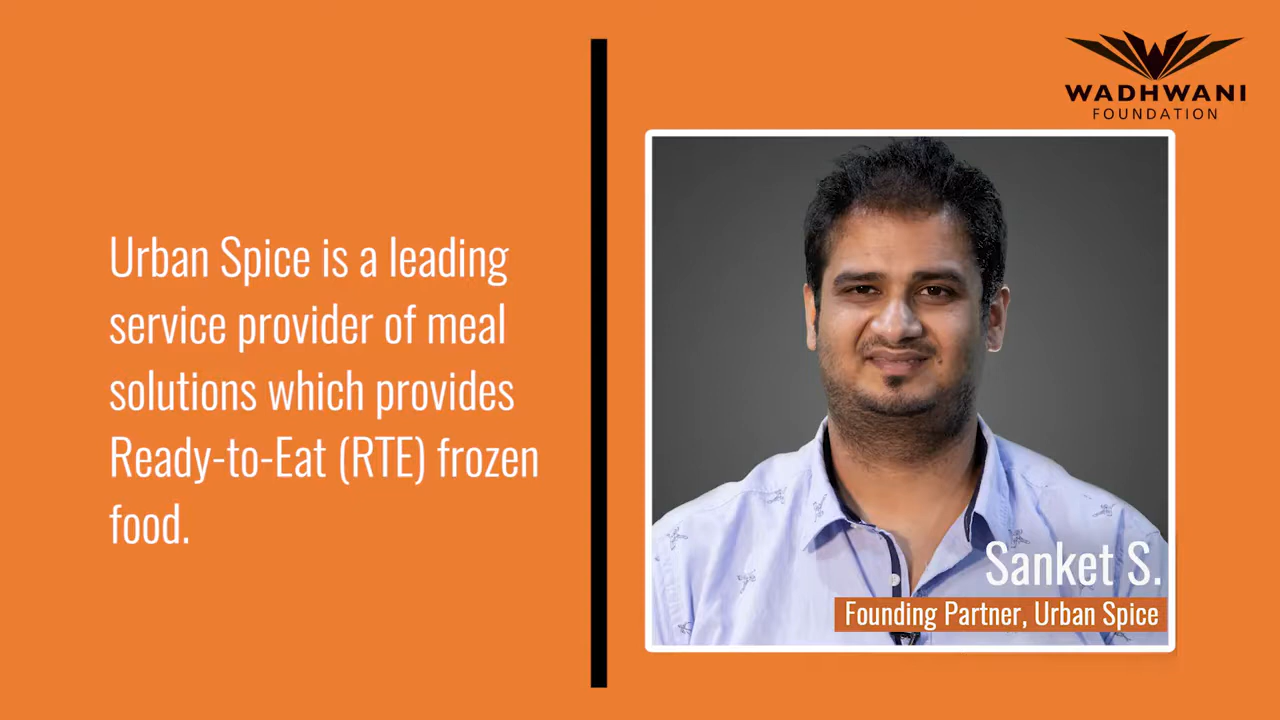 Urban Spice is a leading
service provider of meal
solutions which provides
Ready-to-Eat (RTE) frozen
food.
WADHWANI
FOUNDATION
Sanket S.
Founding Partner, Urban Spice